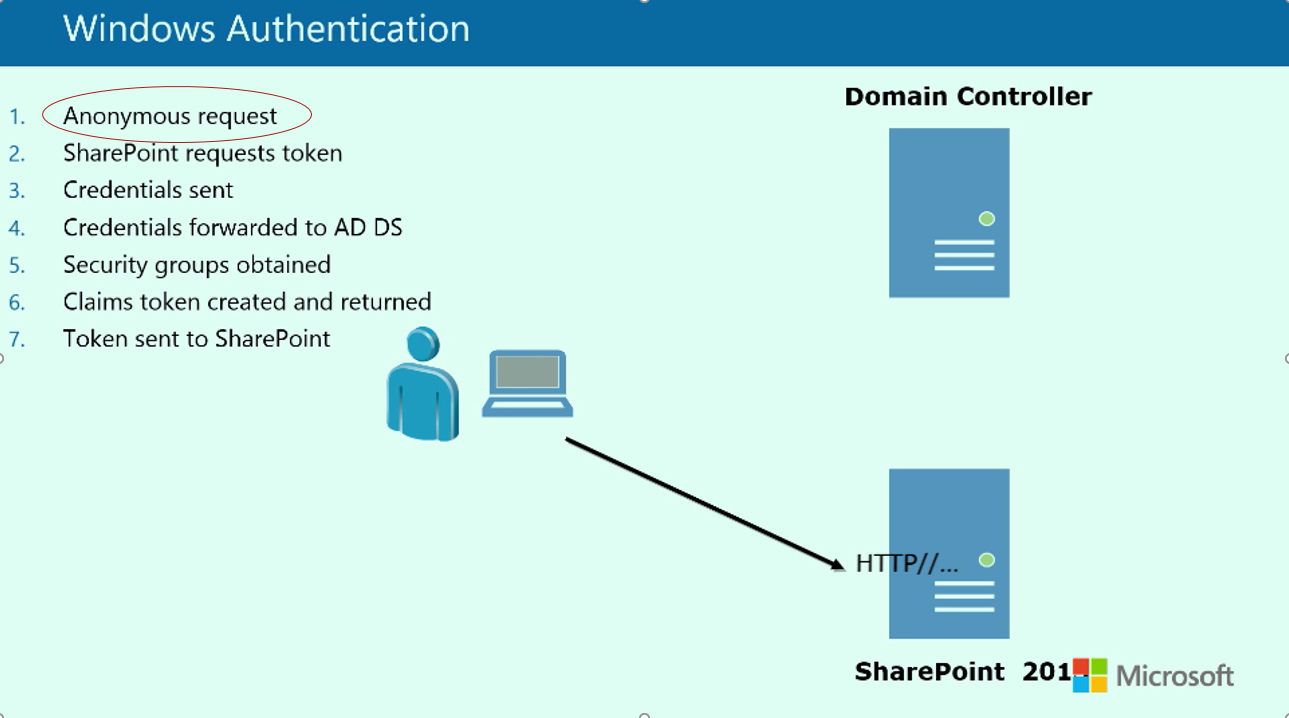 Windows Authentication
1. Anonymous request
2. SharePoint requests token
3. Credentials sent
4. Credentials forwarded to AD DS
5. Security groups obtained
6. Claims token created and returned
7. Token sent to SharePoint
Domain Controller
HTTP//...
SharePoint
Microsoft